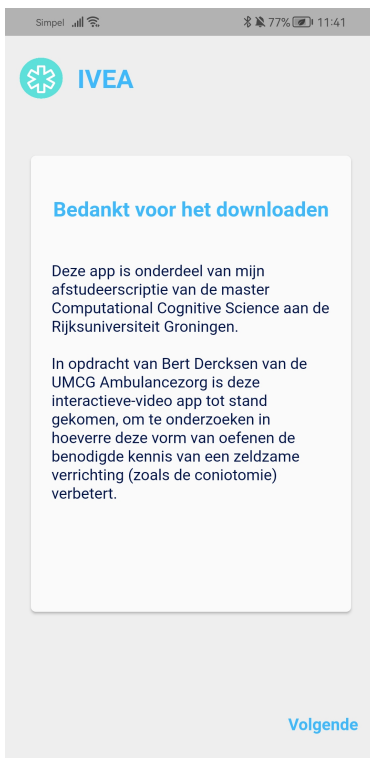 Simpel 77% 11:41
IVEA
Bedankt voor het downloaden
Deze app is onderdeel van mijn
afstudeerscriptie van de master
Computational Cognitive Science aan de
Rijksuniversiteit Groningen.
In opdracht van Bert Dercksen van de
UMCG Ambulancezorg is deze
interactieve-video app tot stand
gekomen, om te onderzoeken in
hoeverre deze vorm van oefenen de
benodigde kennis van een zeldzame
verrichting (zoals de coniotomie)
verbetert.
Volgende